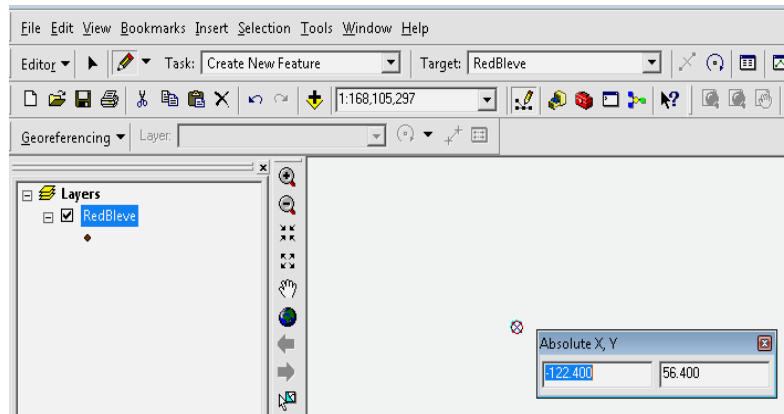 File Edit View Bookmarks Insert Selection Tools Window Help
Editor Task: Create New Feature Target: RedBleve
1:168,105,297
Georeferencing Layer:
Layers
RedBleve
Absolute X, Y
-122.400 56.400